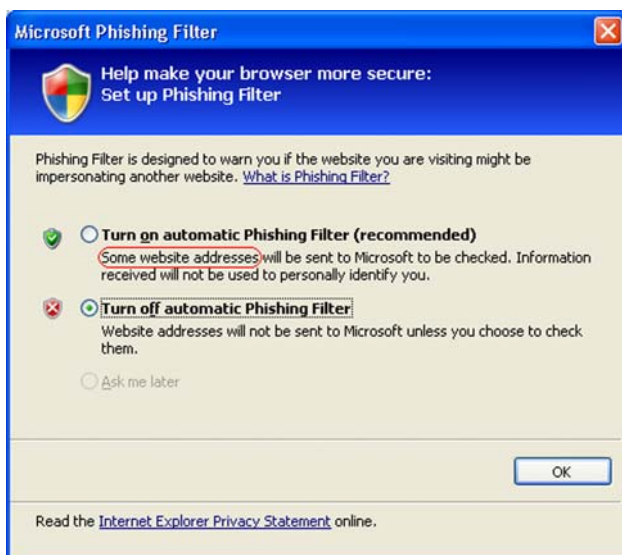 Microsoft Phishing Filter
Help make your browser more secure:
Set up Phishing Filter
Phishing Filter is designed to warn you if the website you are visiting might be
impersonating another website. What is Phishing Filter?
Turn on automatic Phishing Filter (recommended)
Some website addresses will be sent to Microsoft to be checked. Information
received will not be used to personally identify you.
Turn off automatic Phishing Filter
Website addresses will not be sent to Microsoft unless you choose to check
them.
Ask me later
OK
Read the Internet Explorer Privacy Statement online.